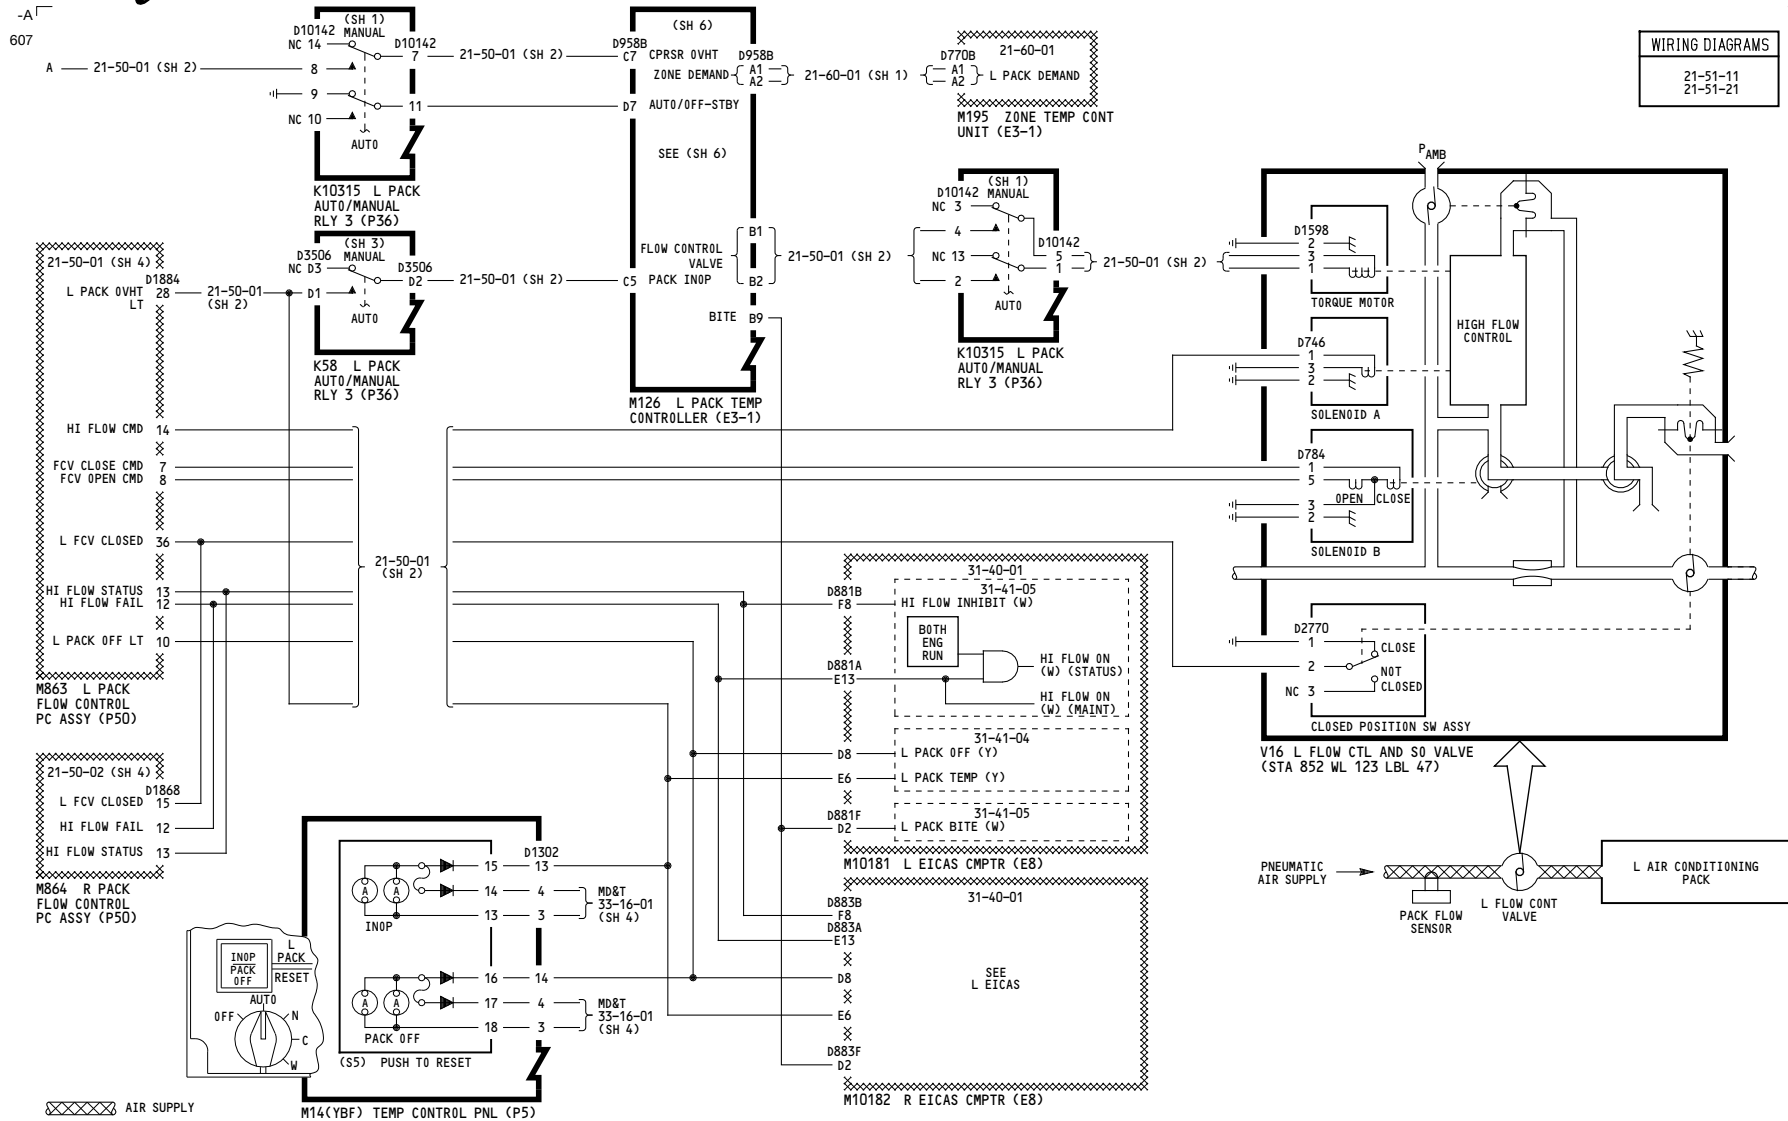 -A
607
A
21-50-01 (SH 2)
D10142
(SH 1)
MANUAL
NC 14
8
9
NC 10
AUTO
D10142
7
11
K10315 L PACK
AUTO/MANUAL
RLY 3 (P36)
21-50-01 (SH 2)
(SH 6)
D958B
C7 CPRSR OVHT
D958B
ZONE DEMAND
A1
A2
D7 AUTO/OFF-STBY
SEE (SH 6)
FLOW CONTROL
VALVE
B1
B2
C5 PACK INOP
BITE B9
M126 L PACK TEMP
CONTROLLER (E3-1)
21-60-01 (SH 1)
D770B
A1
A2
21-60-01
L PACK DEMAND
M195 ZONE TEMP CONT
UNIT (E3-1)
WIRING DIAGRAMS
21-51-11
21-51-21
21-50-01 (SH 4)
D1884
L PACK OVHT
LT
28
21-50-01
(SH 2)
D3506
(SH 3)
MANUAL
NC D3
D1
AUTO
D3506
D2
K58 L PACK
AUTO/MANUAL
RLY 3 (P36)
21-50-01 (SH 2)
21-50-01 (SH 2)
D10142
(SH 1)
MANUAL
NC 3
4
NC 13
2
AUTO
D10142
5
1
K10315 L PACK
AUTO/MANUAL
RLY 3 (P36)
21-50-01 (SH 2)
PAMB
D1598
2
3
1
TORQUE MOTOR
D746
1
3
2
SOLENOID A
HIGH FLOW
CONTROL
D784
1
5
OPEN
CLOSE
3
2
SOLENOID B
D2770
1
2
NC 3
CLOSE
NOT
CLOSED
CLOSED POSITION SW ASSY
V16 L FLOW CTL AND SO VALVE
(STA 852 WL 123 LBL 47)
HI FLOW CMD 14
FCV CLOSE CMD 7
FCV OPEN CMD 8
L FCV CLOSED 36
HI FLOW STATUS 13
HI FLOW FAIL 12
L PACK OFF LT 10
M863 L PACK
FLOW CONTROL
PC ASSY (P50)
21-50-01
(SH 2)
21-50-02 (SH 4)
D1868
L FCV CLOSED 15
HI FLOW FAIL 12
HI FLOW STATUS 13
M864 R PACK
FLOW CONTROL
PC ASSY (P50)
31-40-01
31-41-05
D881B
F8 HI FLOW INHIBIT (W)
BOTH
ENG
RUN
HI FLOW ON
(W) (STATUS)
D881A
E13
HI FLOW ON
(W) (MAINT)
31-41-04
D8 L PACK OFF (Y)
E6 L PACK TEMP (Y)
31-41-05
D881F
D2 L PACK BITE (W)
M10181 L EICAS CMPTR (E8)
31-40-01
D883B
F8
D883A
E13
D8
E6
D883F
D2
SEE
L EICAS
M10182 R EICAS CMPTR (E8)
INOP
PACK
OFF
L
PACK
RESET
AUTO
OFF
N
C
W
D1302
A
A
15 13
14 4
13 3
INOP
MD&T
33-16-01
(SH 4)
A
A
16 14
17 4
18 3
PACK OFF
MD&T
33-16-01
(SH 4)
(S5) PUSH TO RESET
M14(YBF) TEMP CONTROL PNL (P5)
AIR SUPPLY
PNEUMATIC
AIR SUPPLY
PACK FLOW
SENSOR
L FLOW CONT
VALVE
L AIR CONDITIONING
PACK